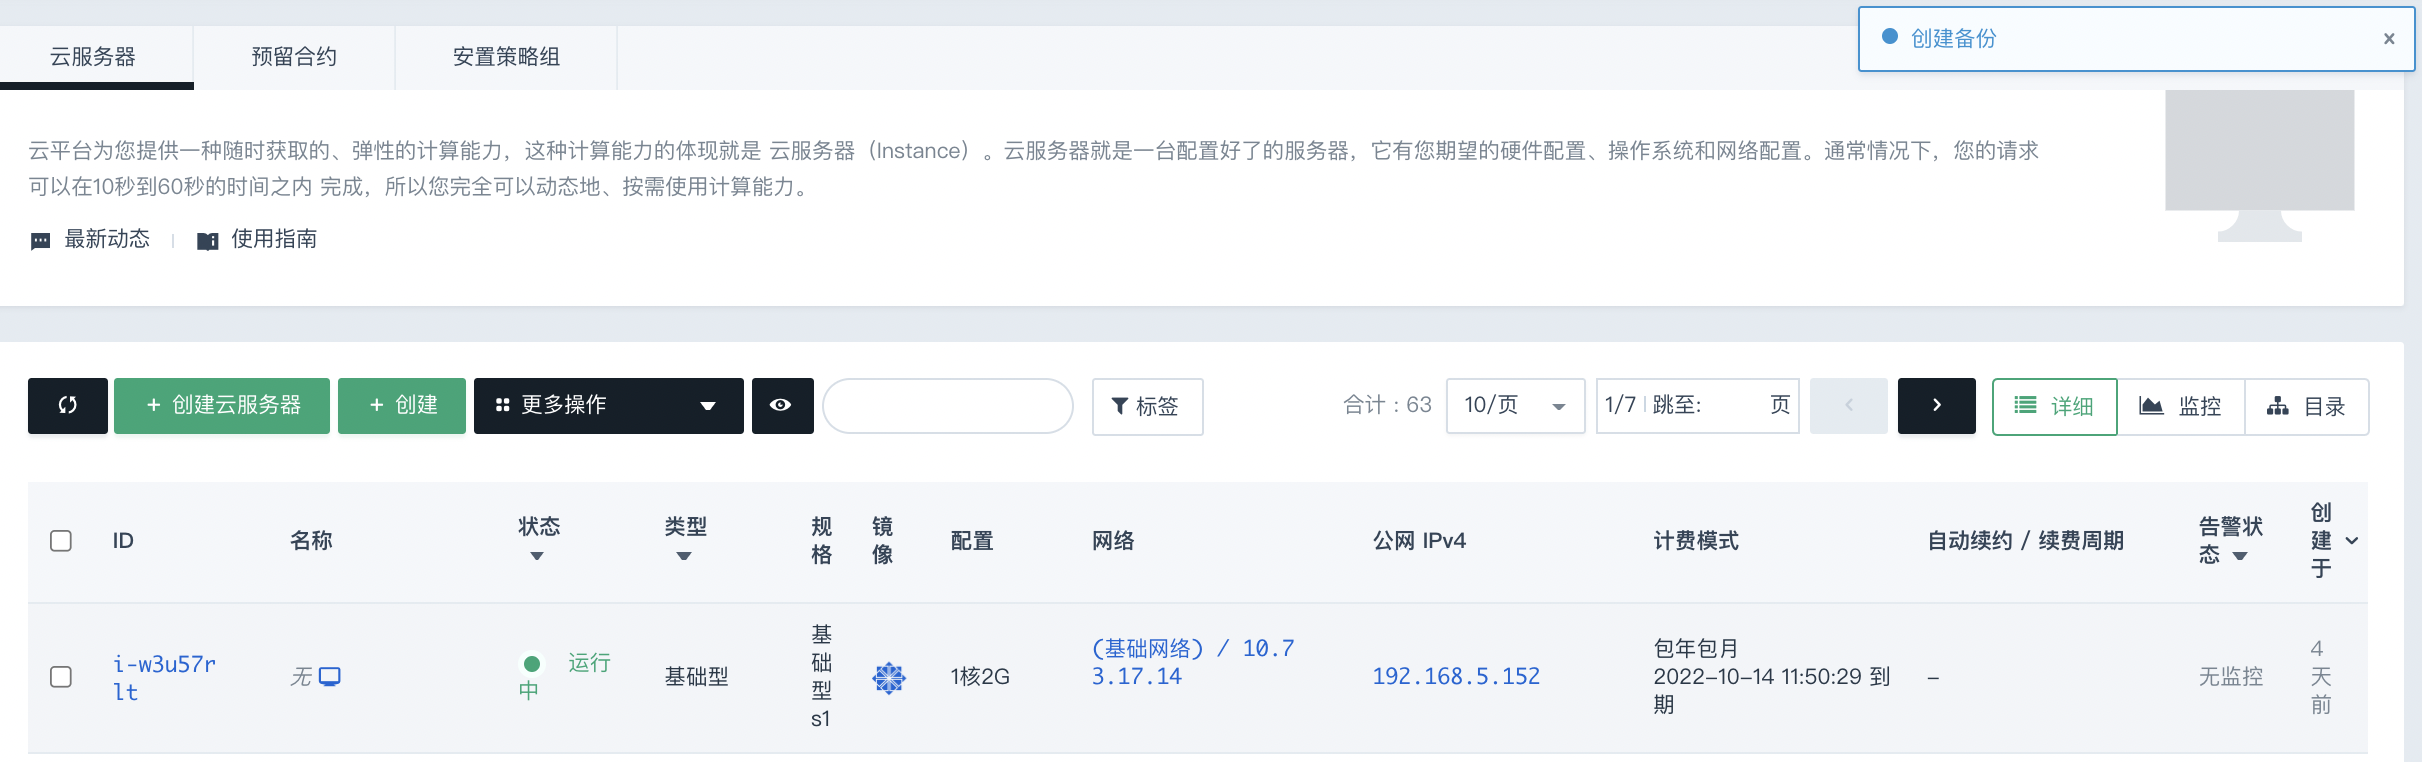 创建备份
×
云服务器
预留合约
安置策略组
云平台为您提供一种随时获取的、弹性的计算能力，这种计算能力的体现就是 云服务器（Instance）。云服务器就是一台配置好了的服务器，它有您期望的硬件配置、操作系统和网络配置。通常情况下，您的请求
可以在10秒到60秒的时间之内 完成，所以您完全可以动态地、按需使用计算能力。
最新动态
使用指南
+ 创建云服务器
+ 创建
更多操作
标签
合计：63
10/页
1/7
跳至:
页
详细
监控
目录
ID
名称
状态
类型
规
格
镜
像
配置
网络
公网 IPv4
计费模式
自动续约 / 续费周期
告警状
态
创
建
于
i-w3u57r
lt
无
运行
中
基础型
基
础
型
s1
1核2G
(基础网络) / 10.7
3.17.14
192.168.5.152
包年包月
2022-10-14 11:50:29 到
期
–
无监控
4
天
前